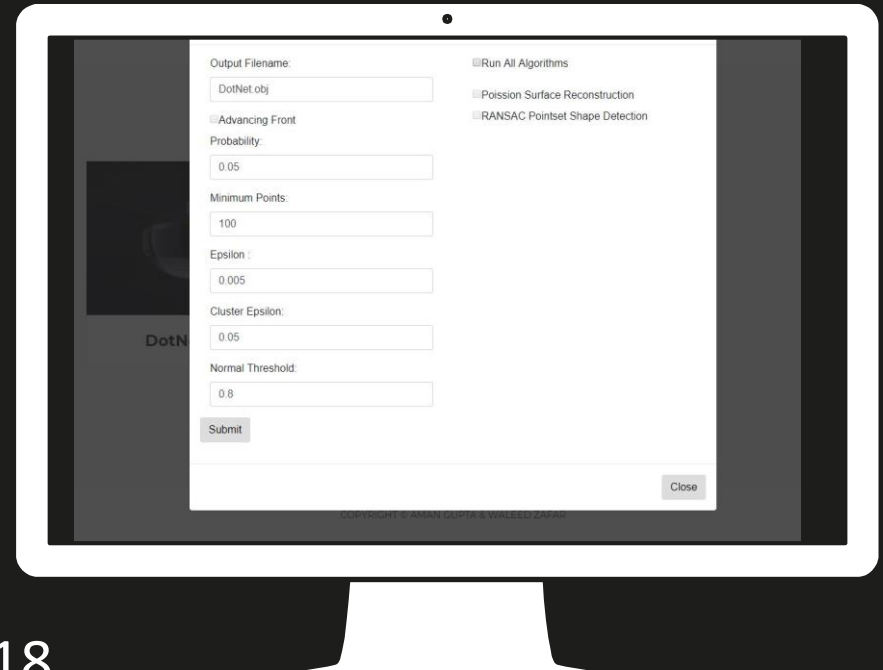 Output Filename:
DotNet.obj
Advancing Front
Probability:
0.05
Minimum Points:
100
Epsilon :
0.005
Cluster Epsilon:
0.05
Normal Threshold:
0.8
Submit
Run All Algorithms
Poission Surface Reconstruction
RANSAC Pointset Shape Detection
Close
DotN
COPYRIGHT © AMAN GUPTA & WALEED ZAFAR
18